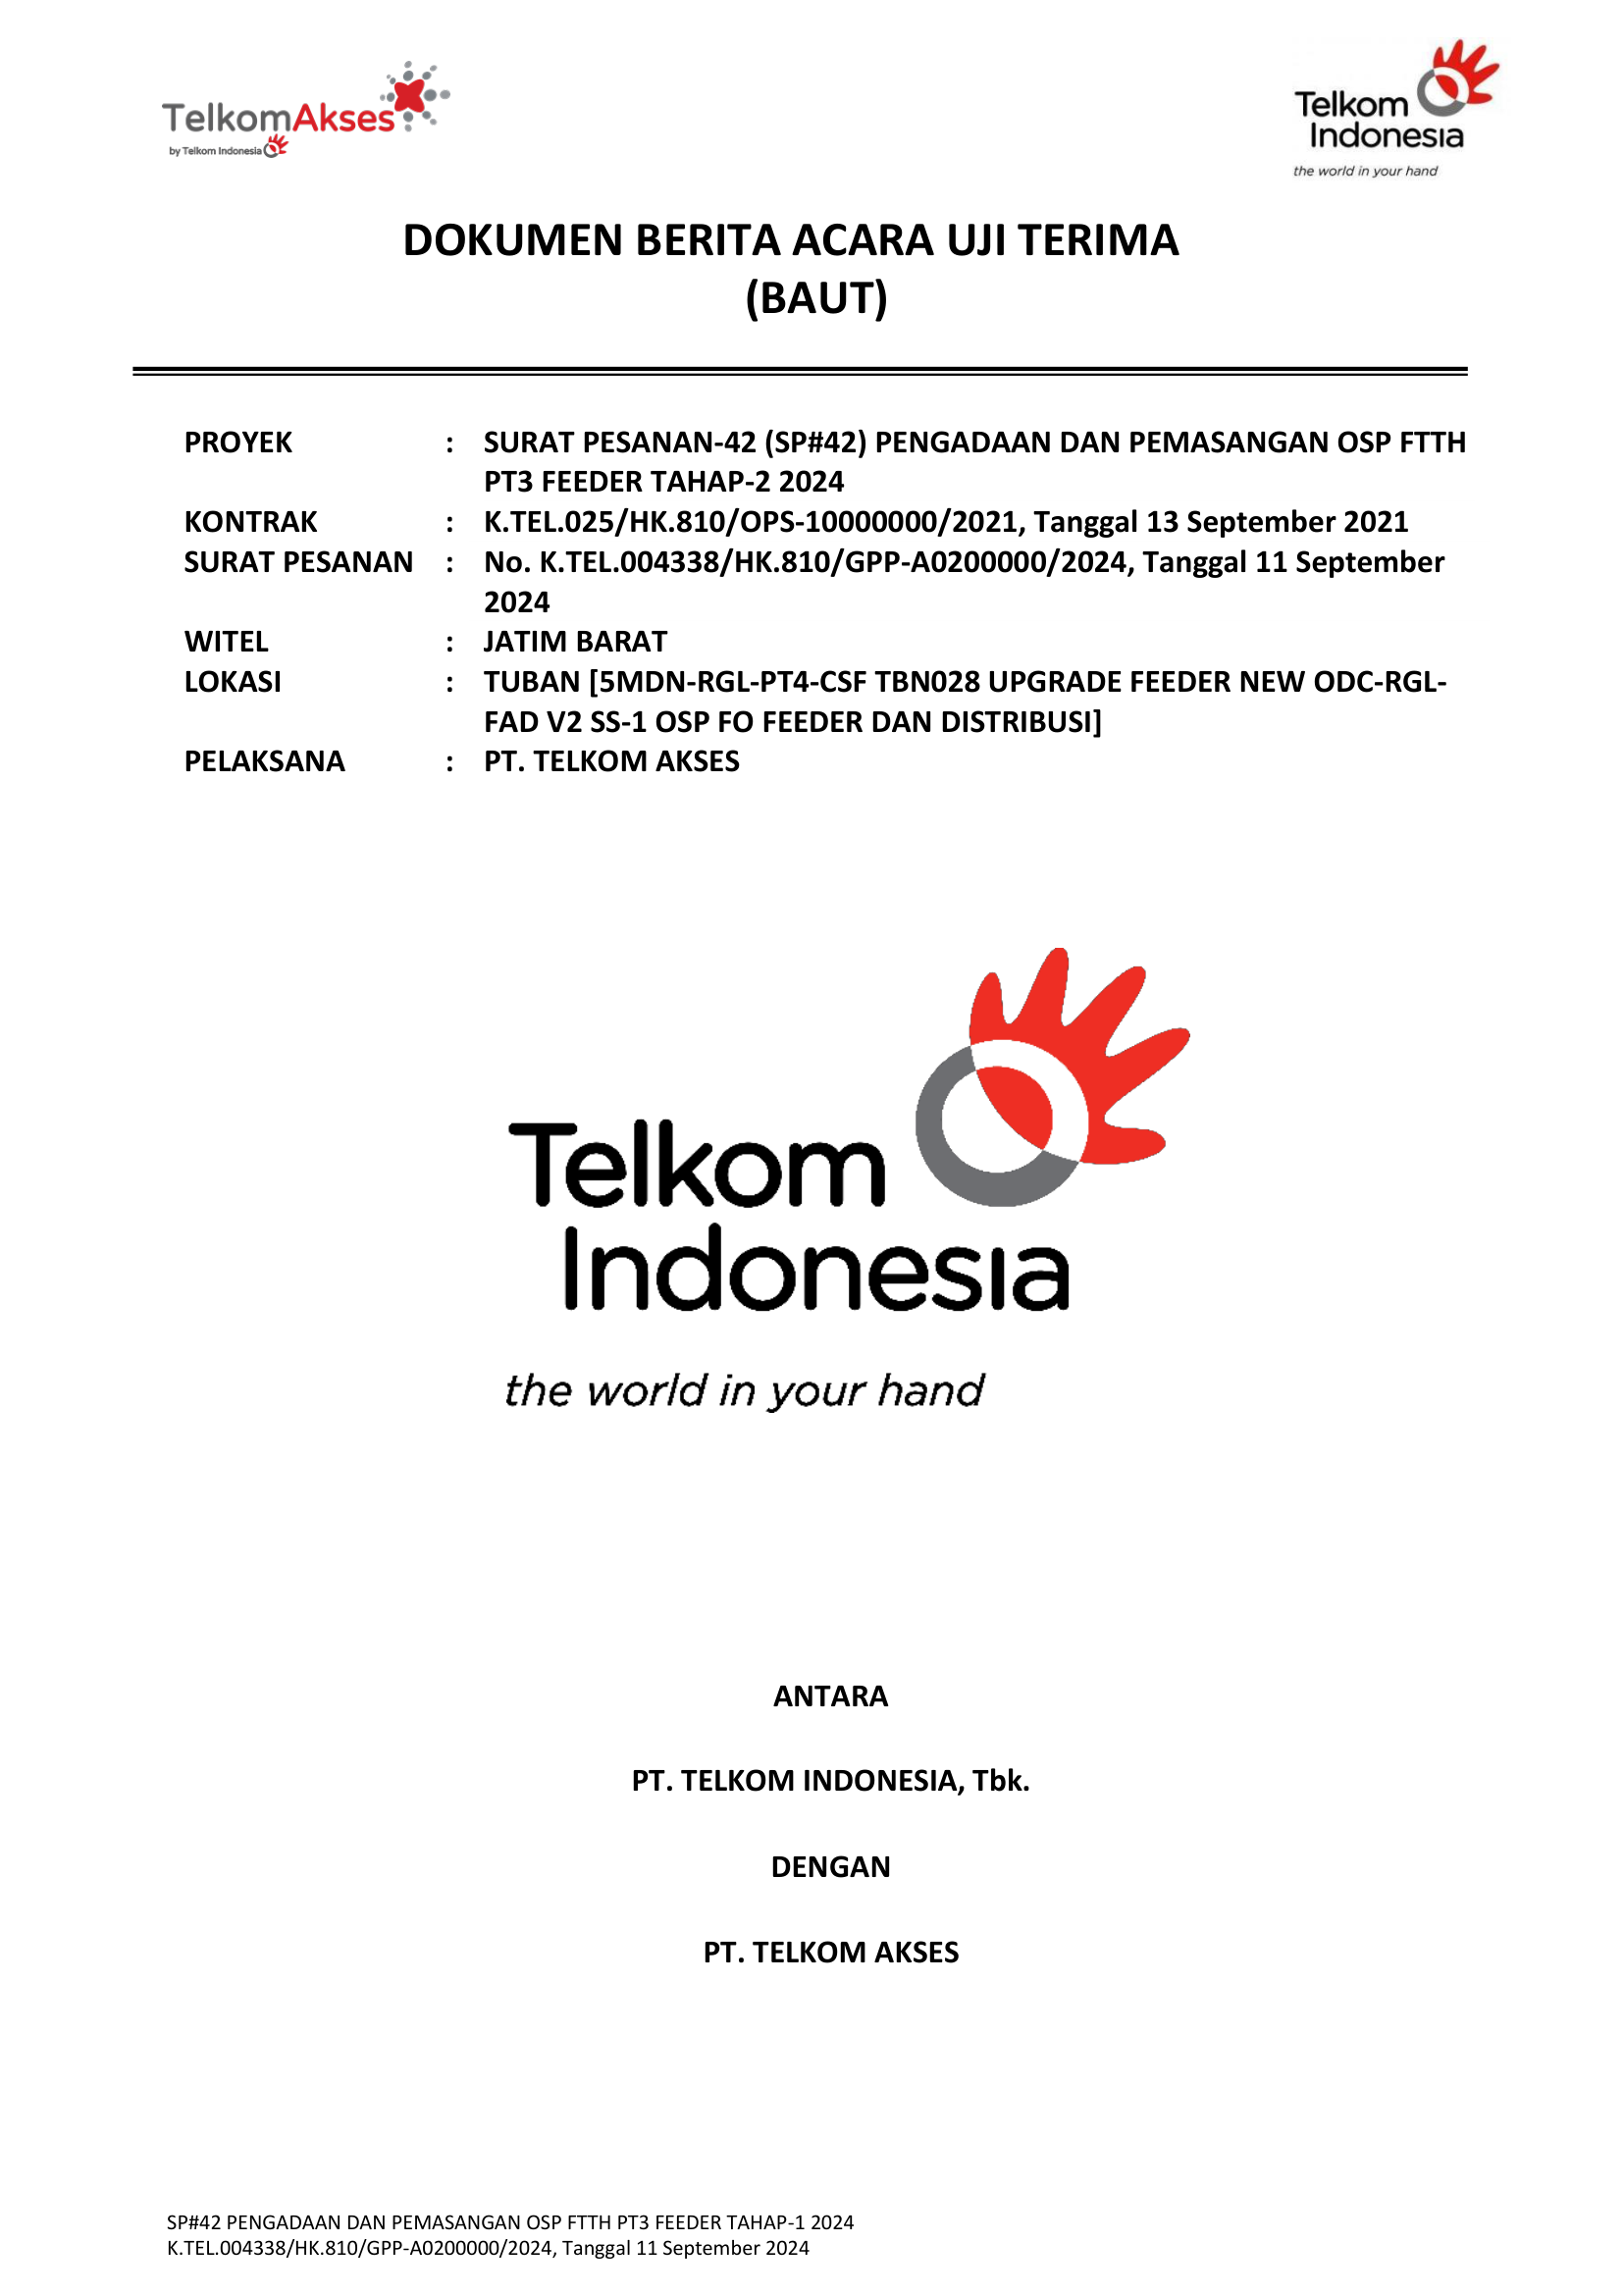 TelkomAkses
by Telkom Indonesia
Telkom
Indonesia
the world in your hand
DOKUMEN BERITA ACARA UJI TERIMA
(BAUT)
PROYEK : SURAT PESANAN-42 (SP#42) PENGADAAN DAN PEMASANGAN OSP FTTH
PT3 FEEDER TAHAP-2 2024
KONTRAK : K.TEL.025/HK.810/OPS-10000000/2021, Tanggal 13 September 2021
SURAT PESANAN : No. K.TEL.004338/HK.810/GPP-A0200000/2024, Tanggal 11 September
2024
WITEL : JATIM BARAT
LOKASI : TUBAN [5MDN-RGL-PT4-CSF TBN028 UPGRADE FEEDER NEW ODC-RGL-
FAD V2 SS-1 OSP FO FEEDER DAN DISTRIBUSI]
PELAKSANA : PT. TELKOM AKSES
Telkom
Indonesia
the world in your hand
ANTARA
PT. TELKOM INDONESIA, Tbk.
DENGAN
PT. TELKOM AKSES
SP#42 PENGADAAN DAN PEMASANGAN OSP FTTH PT3 FEEDER TAHAP-1 2024
K.TEL.004338/HK.810/GPP-A0200000/2024, Tanggal 11 September 2024